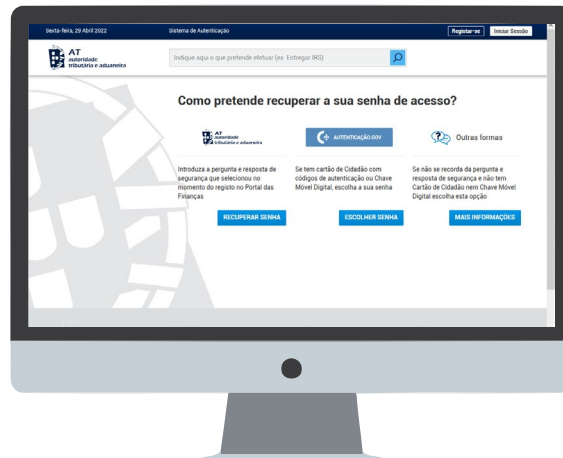 Sexta-feira, 29 Abril 2022
Sistema de Autenticação
Registar-se
Iniciar Sessão
AT
autoridade
tributária e aduaneira
Indique aqui o que pretende efetuar (ex: Entregar IRS)
Como pretende recuperar a sua senha de acesso?
AT
autoridade
tributária e aduaneira
Introduza a pergunta e resposta de
segurança que selecionou no
momento do registo no Portal das
Finanças
RECUPERAR SENHA
AUTENTICAÇÃO.GOV
Se tem cartão de Cidadão com
códigos de autenticação ou Chave
Móvel Digital, escolha a sua senha
ESCOLHER SENHA
Outras formas
Se não se recorda da pergunta e
resposta de segurança e não tem
Cartão de Cidadão nem Chave Móvel
Digital escolha esta opção
MAIS INFORMAÇÕES